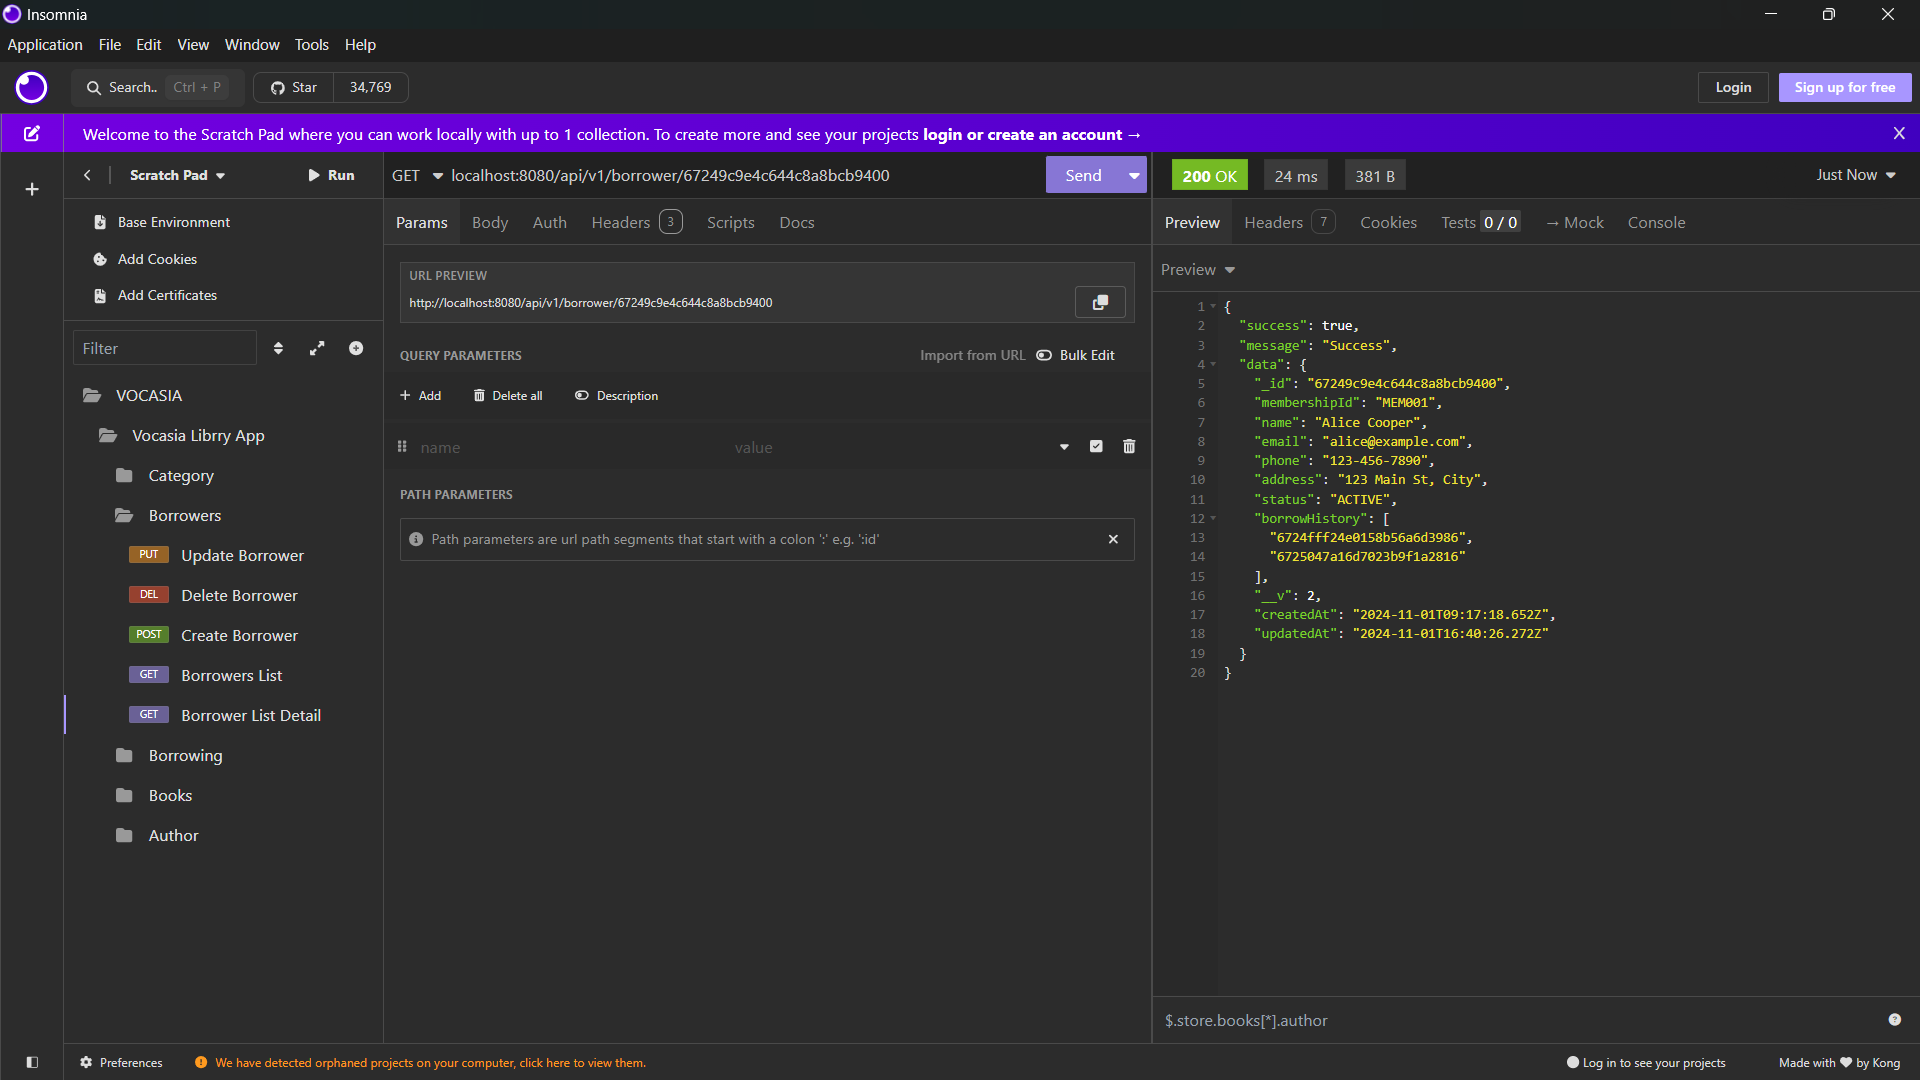 Insomnia
Application File Edit View Window Tools Help
Search.. Ctrl + P Star 34,769 Login Sign up for free
Welcome to the Scratch Pad where you can work locally with up to 1 collection. To create more and see your projects login or create an account → X
Scratch Pad Run
Base Environment
Add Cookies
Add Certificates
Filter
VOCASIA
Vocasia Librry App
Category
Borrowers
PUT Update Borrower
DEL Delete Borrower
POST Create Borrower
GET Borrowers List
GET Borrower List Detail
Borrowing
Books
Author
GET localhost:8080/api/v1/borrower/67249c9e4c644c8a8bcb9400 Send
Params Body Auth Headers 3 Scripts Docs
URL PREVIEW
http://localhost:8080/api/v1/borrower/67249c9e4c644c8a8bcb9400
QUERY PARAMETERS Import from URL Bulk Edit
+ Add Delete all Description
name value
PATH PARAMETERS
Path parameters are url path segments that start with a colon ':' e.g. ':id'
200 OK 24 ms 381 B Just Now
Preview Headers 7 Cookies Tests 0 / 0 → Mock Console
Preview
1 {
2 "success": true,
3 "message": "Success",
4 "data": {
5 "_id": "67249c9e4c644c8a8bcb9400",
6 "membershipId": "MEM001",
7 "name": "Alice Cooper",
8 "email": "alice@example.com",
9 "phone": "123-456-7890",
10 "address": "123 Main St, City",
11 "status": "ACTIVE",
12 "borrowHistory": [
13 "6724fff24e0158b56a6d3986",
14 "6725047a16d7023b9f1a2816"
15 ],
16 "__v": 2,
17 "createdAt": "2024-11-01T09:17:18.652Z",
18 "updatedAt": "2024-11-01T16:40:26.272Z"
19 }
20 }
$.store.books[*].author
Preferences We have detected orphaned projects on your computer, click here to view them. Log in to see your projects Made with ♥ by Kong